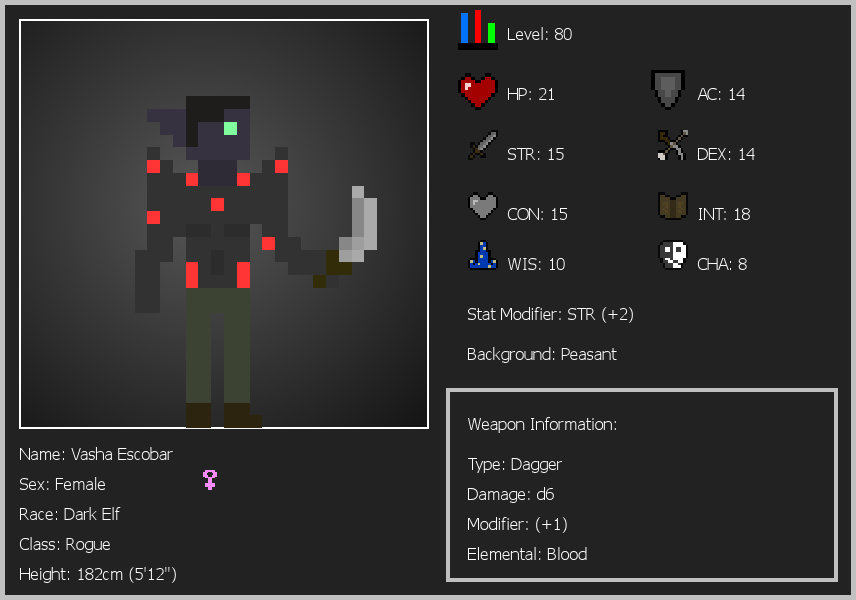 Level: 80
HP: 21
AC: 14
STR: 15
DEX: 14
CON: 15
INT: 18
WIS: 10
CHA: 8
Stat Modifier: STR (+2)
Background: Peasant
Weapon Information:
Type: Dagger
Damage: d6
Modifier: (+1)
Elemental: Blood
Name: Vasha Escobar
Sex: Female
Race: Dark Elf
Class: Rogue
Height: 182cm (5'12")